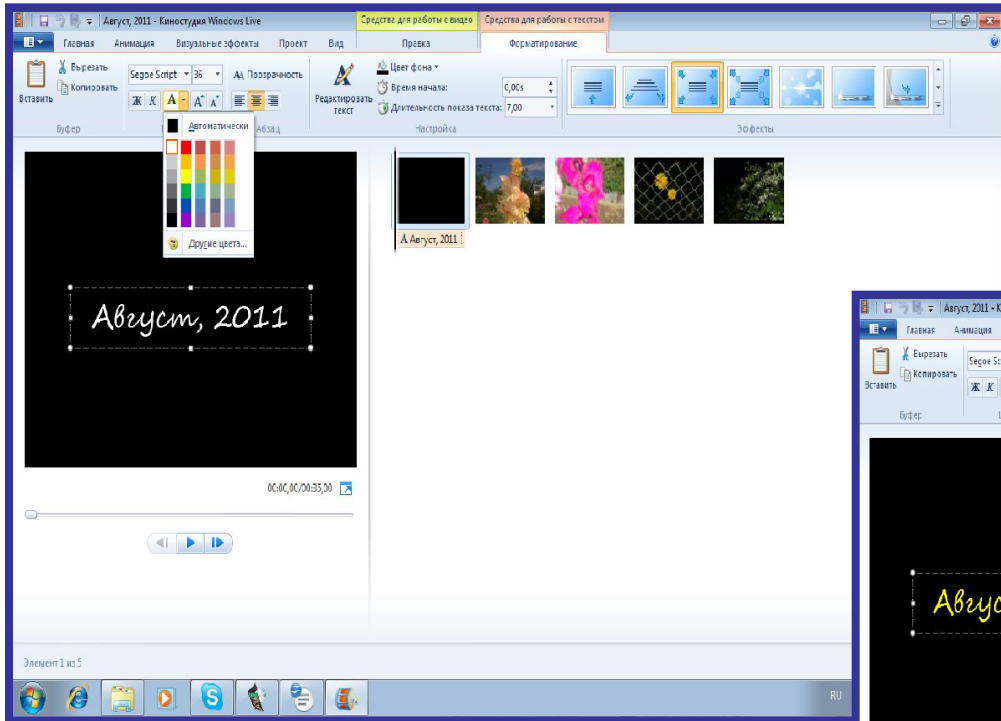 Август, 2011 - Киностудия Windows Live
Средства для работы с видео
Средства для работы с текстом
Главная
Анимация
Визуальные эффекты
Проект
Вид
Правка
Форматирование
Вставить
Вырезать
Копировать
Буфер
Segoe Script
36
Прозрачность
Ж К А А А
Абзац
Автоматически
Другие цвета...
Редактировать текст
Цвет фона
Время начала:
0,00s
Длительность показа текста:
7,00
Настройка
Эффекты
Август, 2011
A Август, 2011
00:00,00/00:35,00
Элемент 1 из 5
RU
Август, 2011 - К
Главная
Анимация
Вставить
Вырезать
Копировать
Segoe Sc
Ж К
Буфер
Авгус